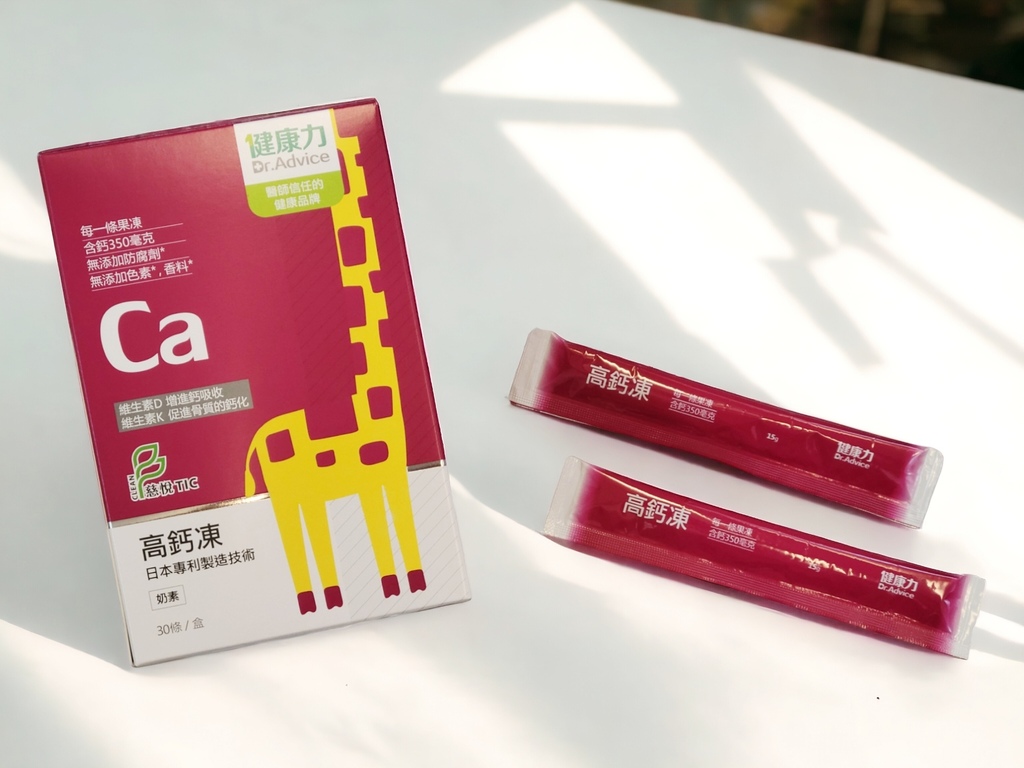 健康力
Dr.Advice
醫師信任的
健康品牌
每一條果凍
含鈣350毫克
無添加防腐劑*
無添加色素*,香料*
Ca
維生素D 增進鈣吸收
維生素K 促進骨質的鈣化
CLEAN
慈悅TIC
高鈣凍
日本專利製造技術
奶素
30條 / 盒
高鈣凍
每一條果凍
含鈣350毫克
15g
健康力
Dr.Advice
高鈣凍
每一條果凍
含鈣350毫克
15g
健康力
Dr.Advice